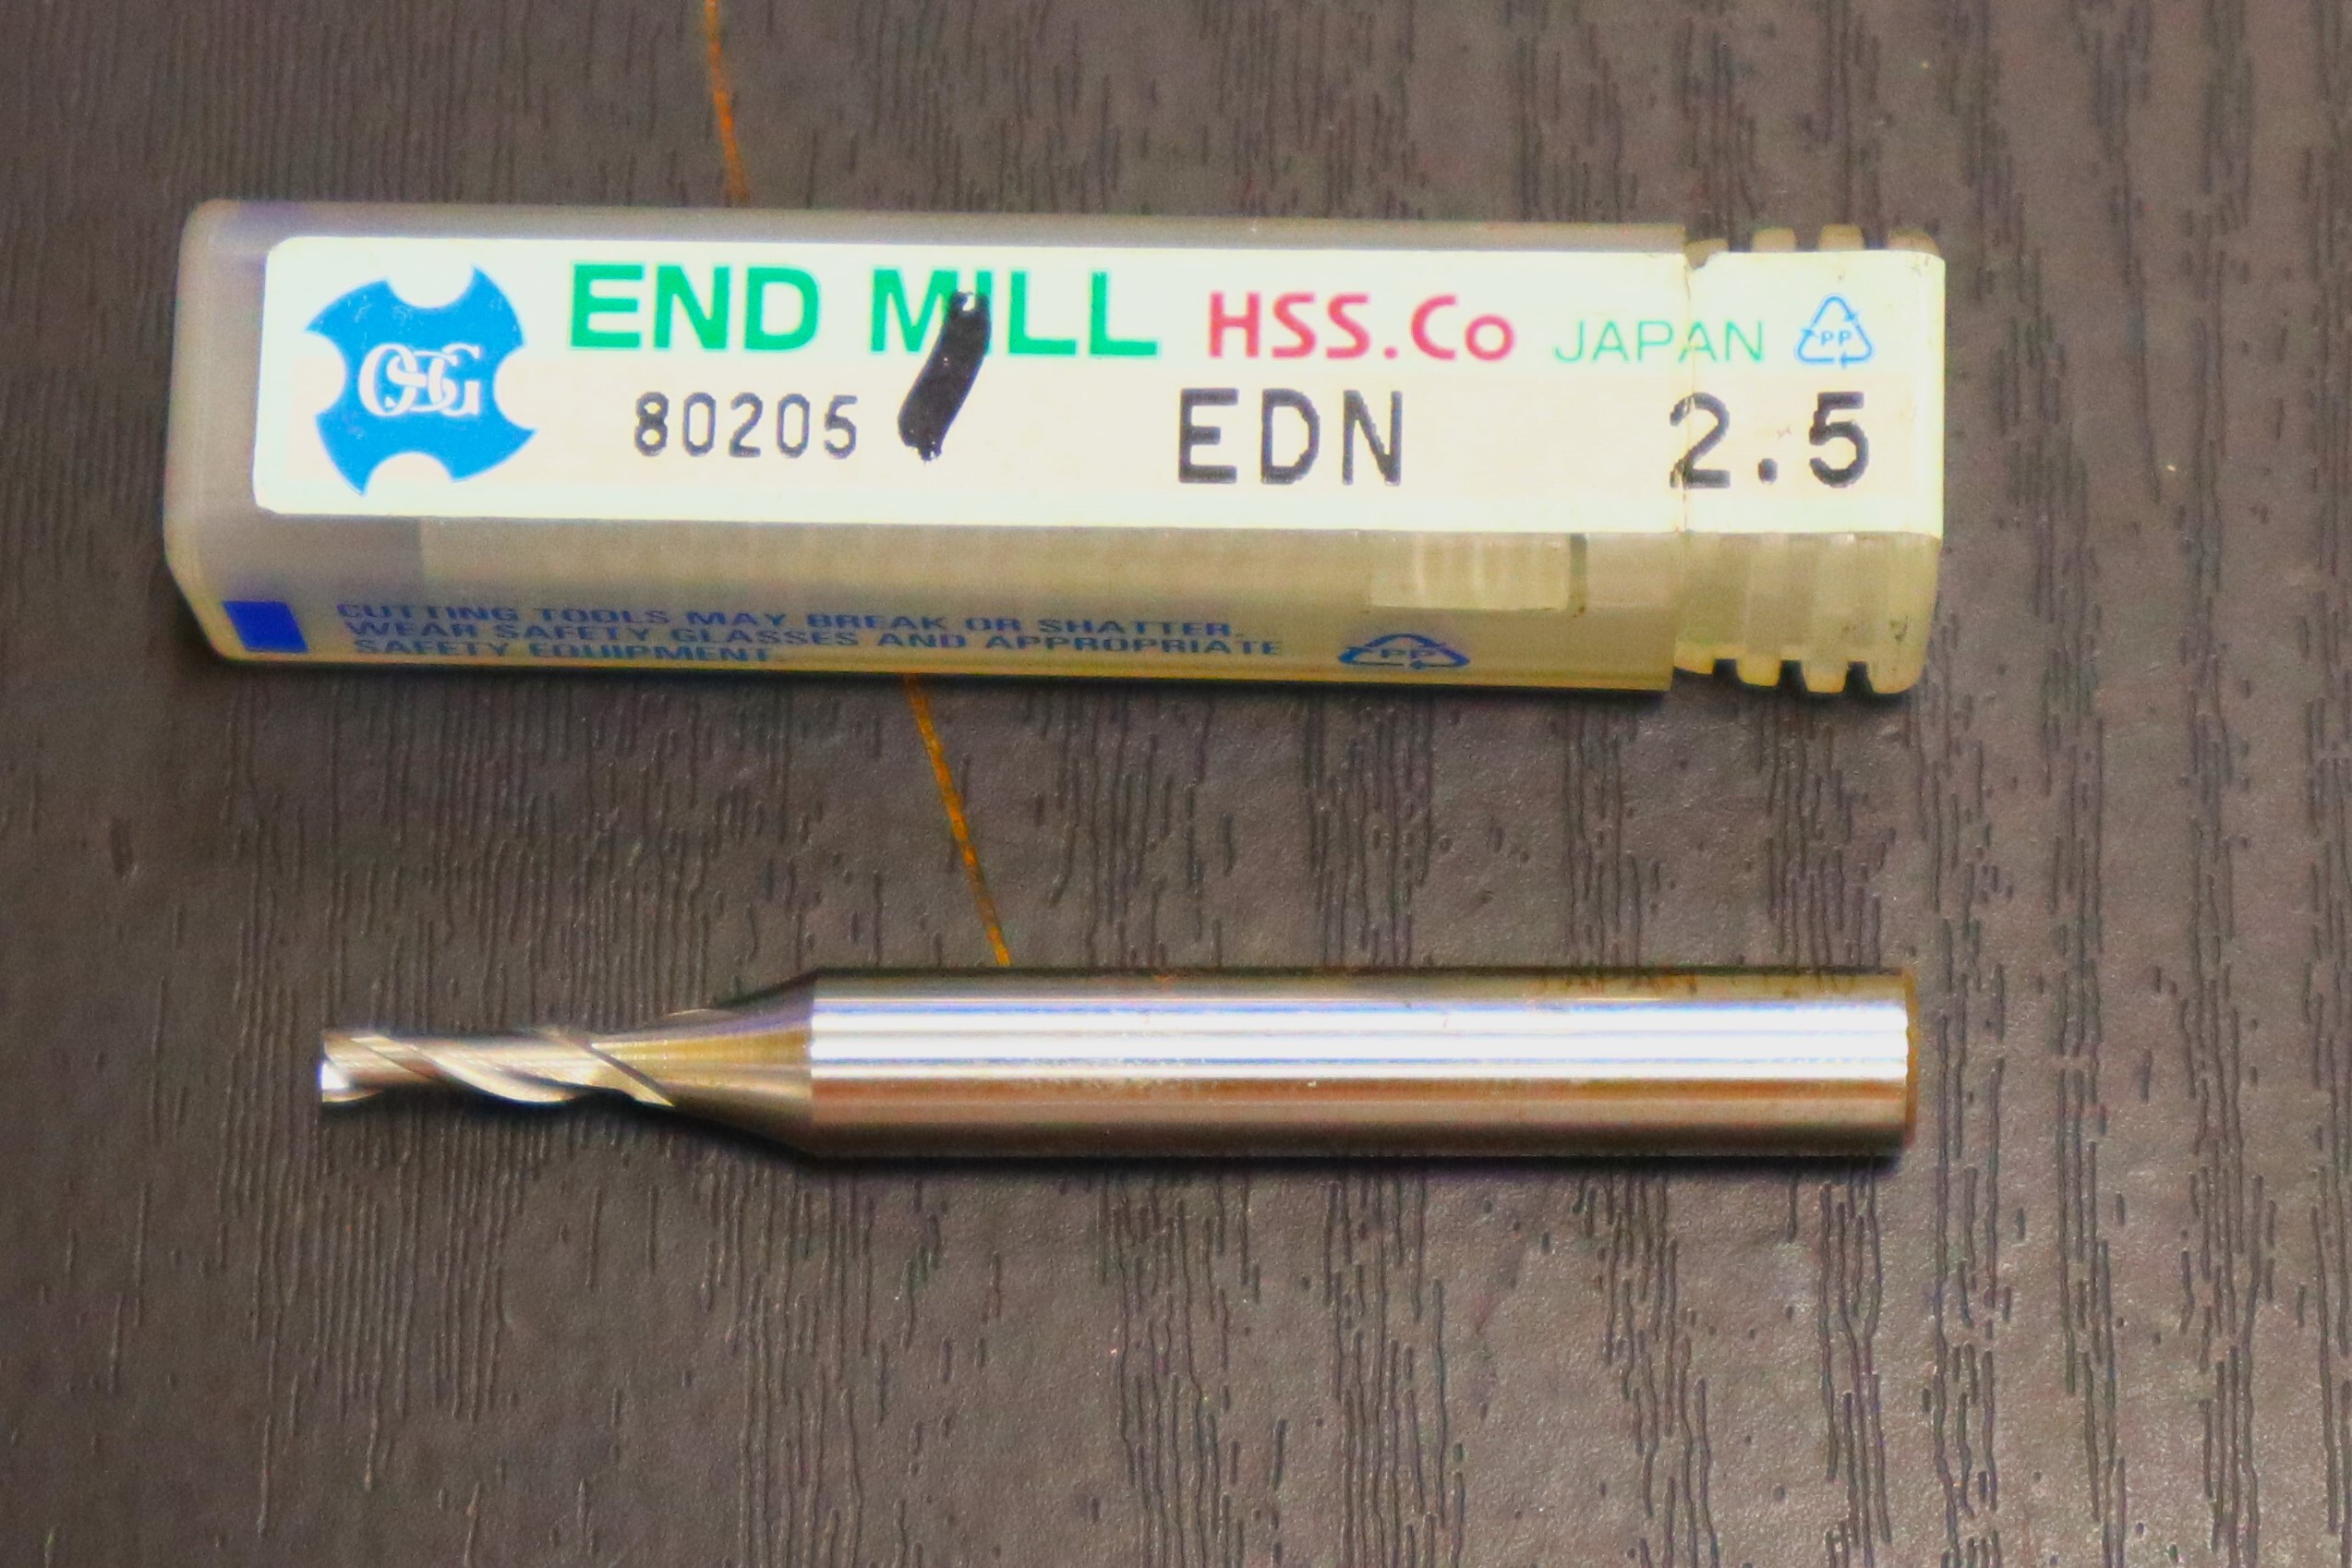 OSG
END MILL HSS.Co JAPAN PP
80205 EDN 2.5
CUTTING TOOLS MAY BREAK OR SHATTER.
WEAR SAFETY GLASSES AND APPROPRIATE
SAFETY EQUIPMENT.
PP